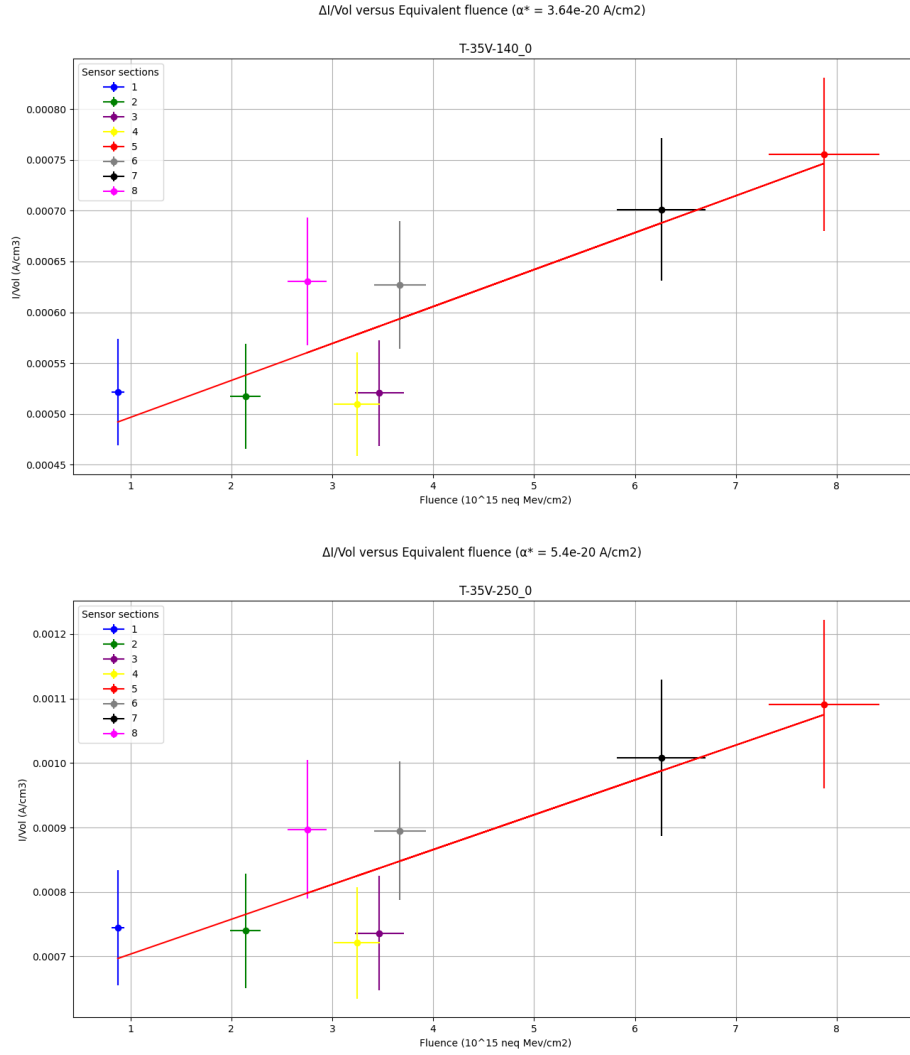 ΔI/Vol versus Equivalent fluence (α* = 3.64e-20 A/cm2)
T-35V-140_0
Sensor sections
1
2
3
4
5
6
7
8
I/Vol (A/cm3)
0.00080
0.00075
0.00070
0.00065
0.00060
0.00055
0.00050
0.00045
1 2 3 4 5 6 7 8
Fluence (10^15 neq Mev/cm2)
ΔI/Vol versus Equivalent fluence (α* = 5.4e-20 A/cm2)
T-35V-250_0
Sensor sections
1
2
3
4
5
6
7
8
I/Vol (A/cm3)
0.0012
0.0011
0.0010
0.0009
0.0008
0.0007
1 2 3 4 5 6 7 8
Fluence (10^15 neq Mev/cm2)